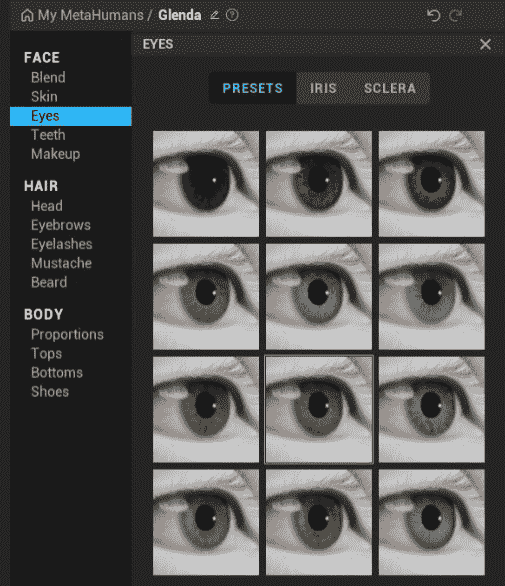 My MetaHumans / Glenda
EYES
FACE
Blend
Skin
Eyes
Teeth
Makeup
HAIR
Head
Eyebrows
Eyelashes
Mustache
Beard
BODY
Proportions
Tops
Bottoms
Shoes
PRESETS IRIS SCLERA